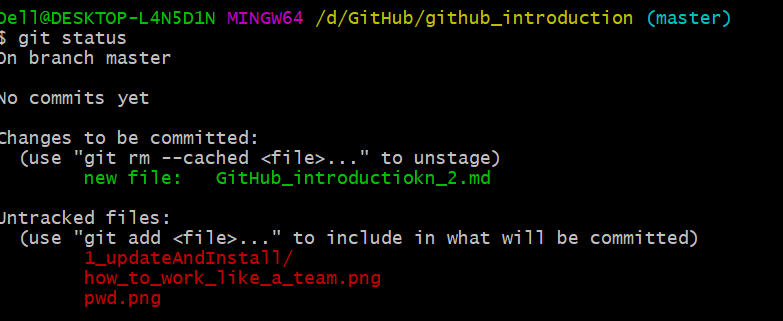 Dell@DESKTOP-L4N5D1N MINGW64 /d/GitHub/github_introduction (master)
$ git status
On branch master
No commits yet
Changes to be committed:
(use "git rm --cached <file>..." to unstage)
new file: GitHub_introductiokn_2.md
Untracked files:
(use "git add <file>..." to include in what will be committed)
1_updateAndInstall/
how_to_work_like_a_team.png
pwd.png